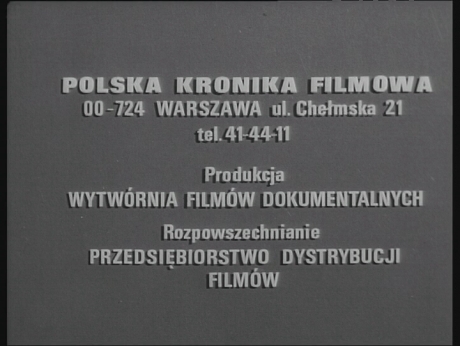 POLSKA KRONIKA FILMOWA
00-724 WARSZAWA ul. Chełmska 21
tel. 41-44-11
Produkcja
WYTWÓRNIA FILMÓW DOKUMENTALNYCH
Rozpowszechnianie
PRZEDSIĘBIORSTWO DYSTRYBUCJI
FILMÓW